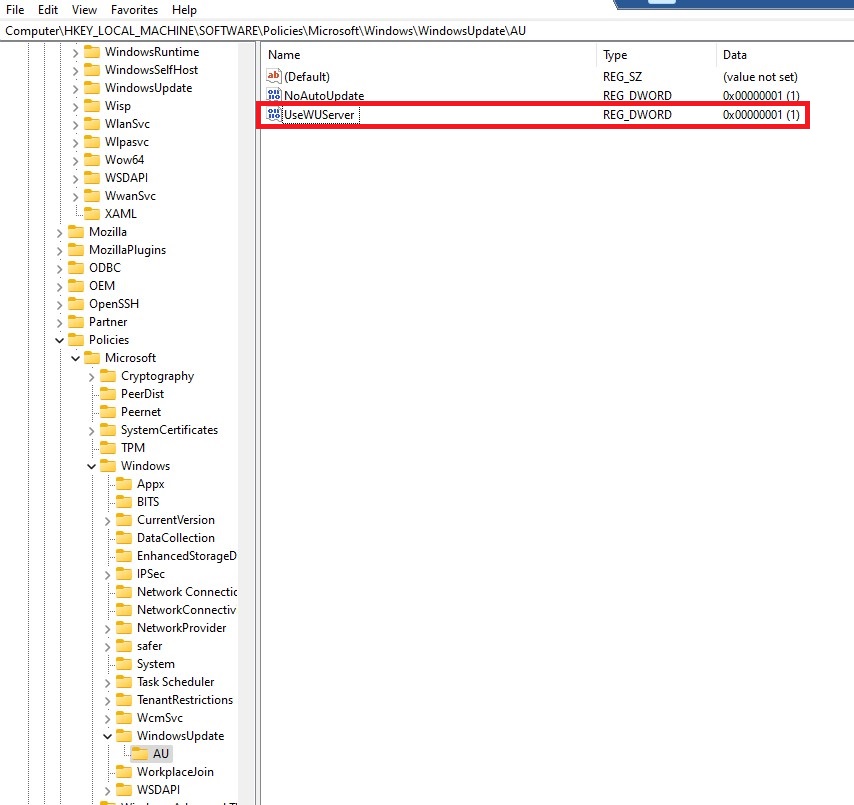 File Edit View Favorites Help
Computer\HKEY_LOCAL_MACHINE\SOFTWARE\Policies\Microsoft\Windows\WindowsUpdate\AU
WindowsRuntime
WindowsSelfHost
WindowsUpdate
Wisp
WlanSvc
Wlpasvc
Wow64
WSDAPI
WwanSvc
XAML
Mozilla
MozillaPlugins
ODBC
OEM
OpenSSH
Partner
Policies
Microsoft
Cryptography
PeerDist
Peernet
SystemCertificates
TPM
Windows
Appx
BITS
CurrentVersion
DataCollection
EnhancedStorageD
IPSec
Network Connectic
NetworkConnectiv
NetworkProvider
safer
System
Task Scheduler
TenantRestrictions
WcmSvc
WindowsUpdate
AU
WorkplaceJoin
WSDAPI
Name Type Data
(Default) REG_SZ (value not set)
NoAutoUpdate REG_DWORD 0x00000001 (1)
UseWUServer REG_DWORD 0x00000001 (1)